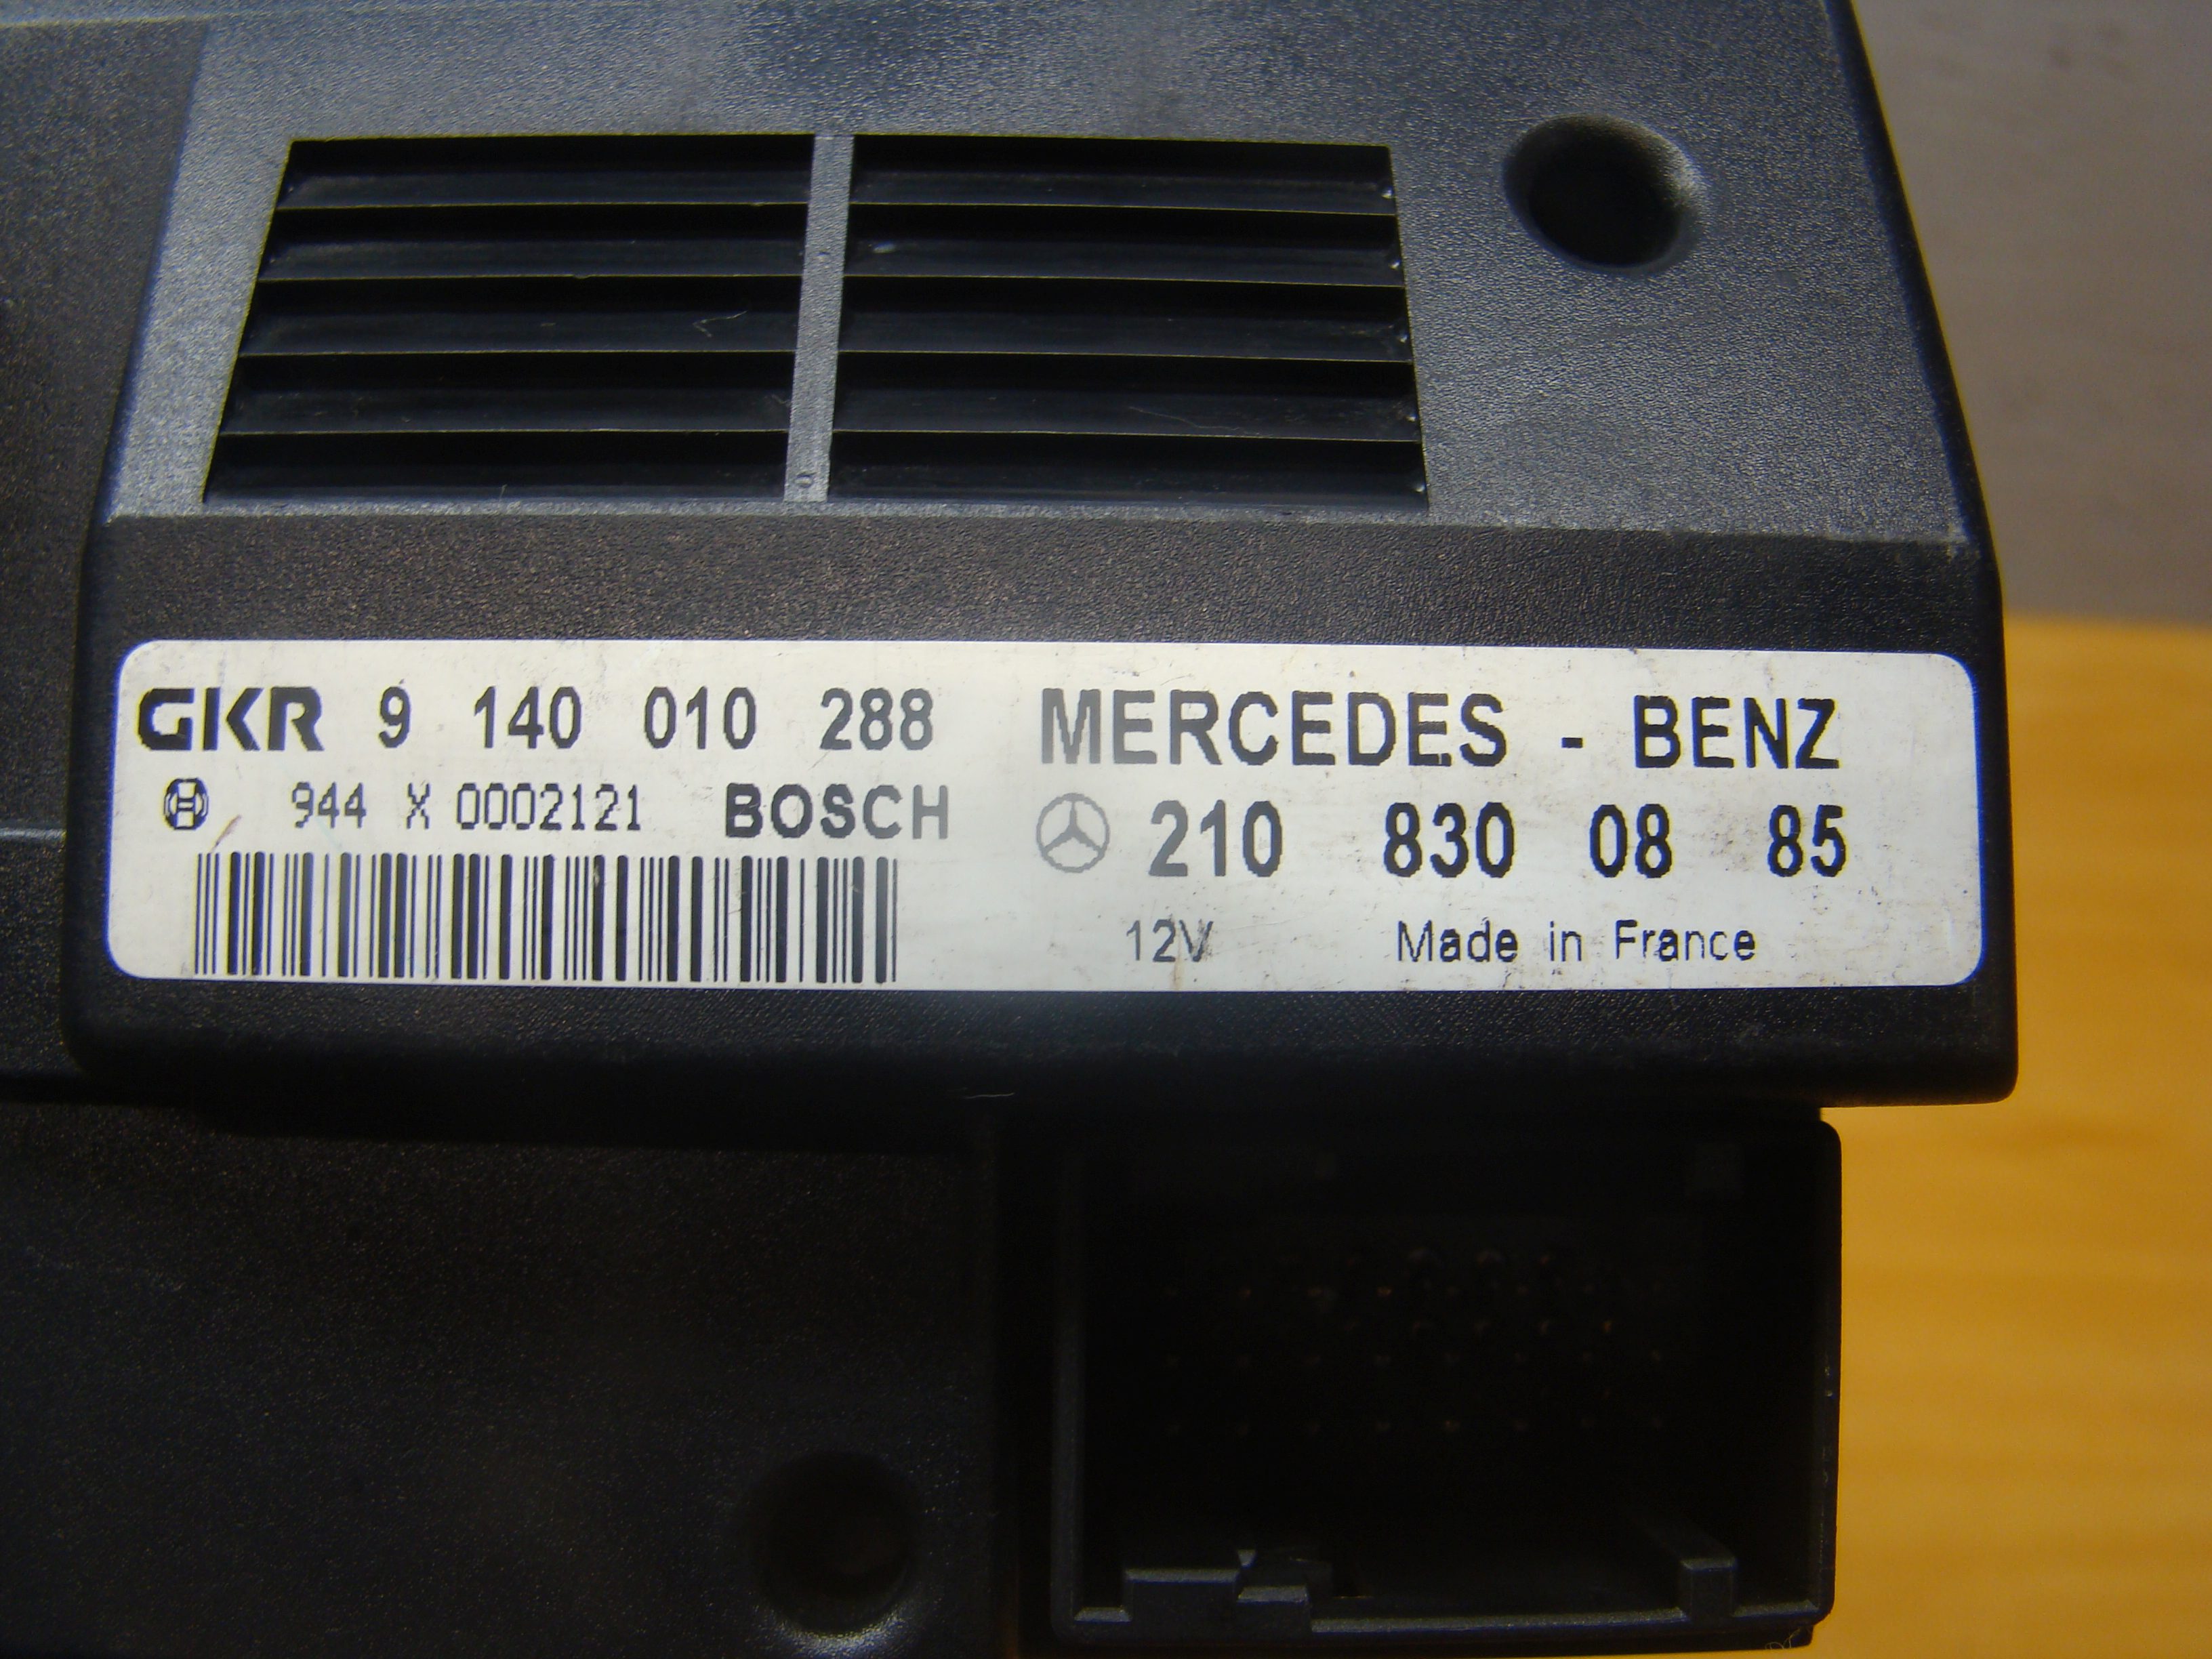 GKR 9 140 010 288
944 X 0002121 BOSCH
MERCEDES - BENZ
210 830 08 85
12V Made in France